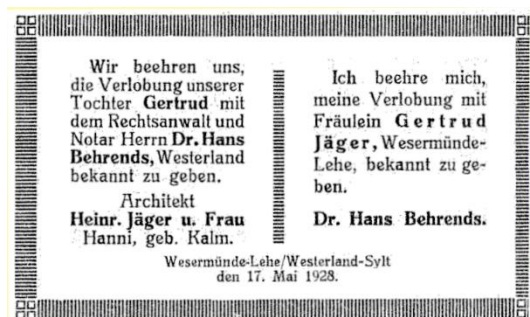 Wir beehren uns,
die Verlobung unserer
Tochter Gertrud mit
dem Rechtsanwalt und
Notar Herrn Dr. Hans
Behrends, Westerland
bekannt zu geben.
Architekt
Heinr. Jäger u. Frau
Hanni, geb. Kalm.
Ich beehre mich,
meine Verlobung mit
Fräulein Gertrud
Jäger, Wesermünde-
Lehe, bekannt zu ge-
ben.
Dr. Hans Behrends.
Wesermünde-Lehe/Westerland-Sylt
den 17. Mai 1928.